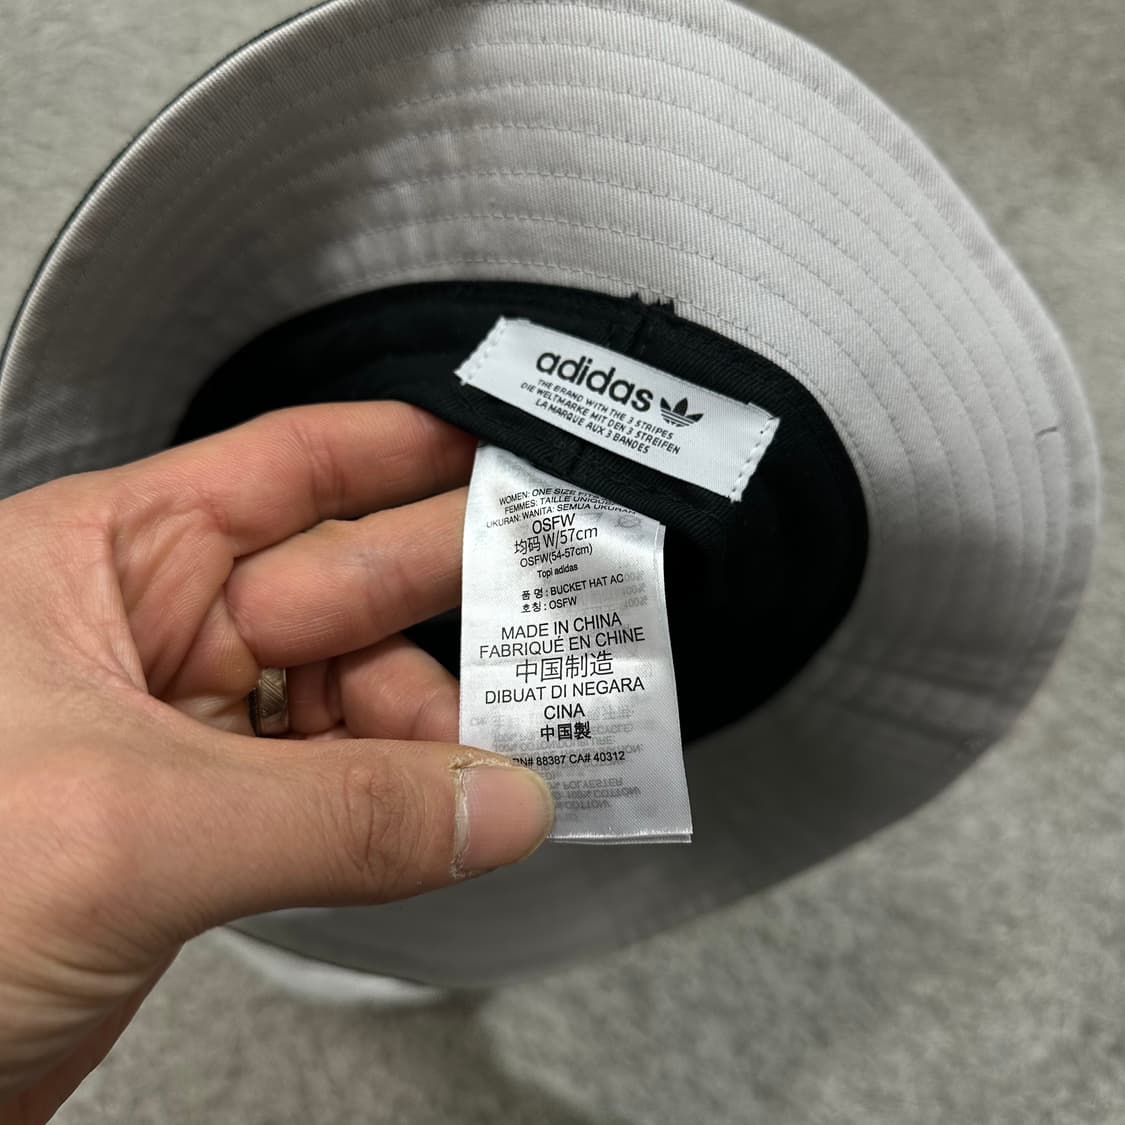 adidas
THE BRAND WITH THE 3 STRIPES
DIE WELTMARKE MIT DEN 3 STREIFEN
LA MARQUE AUX 3 BANDES
WOMEN: ONE SIZE FITS
FEMMES: TAILLE UNIQUE
UKURAN: WANITA: SEMUA UKURAN
OSFW
均码 W/57cm
OSFW(54-57cm)
Topi adidas
품 명 : BUCKET HAT AC
호칭 : OSFW
MADE IN CHINA
FABRIQUÉ EN CHINE
中国制造
DIBUAT DI NEGARA
CINA
中国製
RN# 88387 CA# 40312